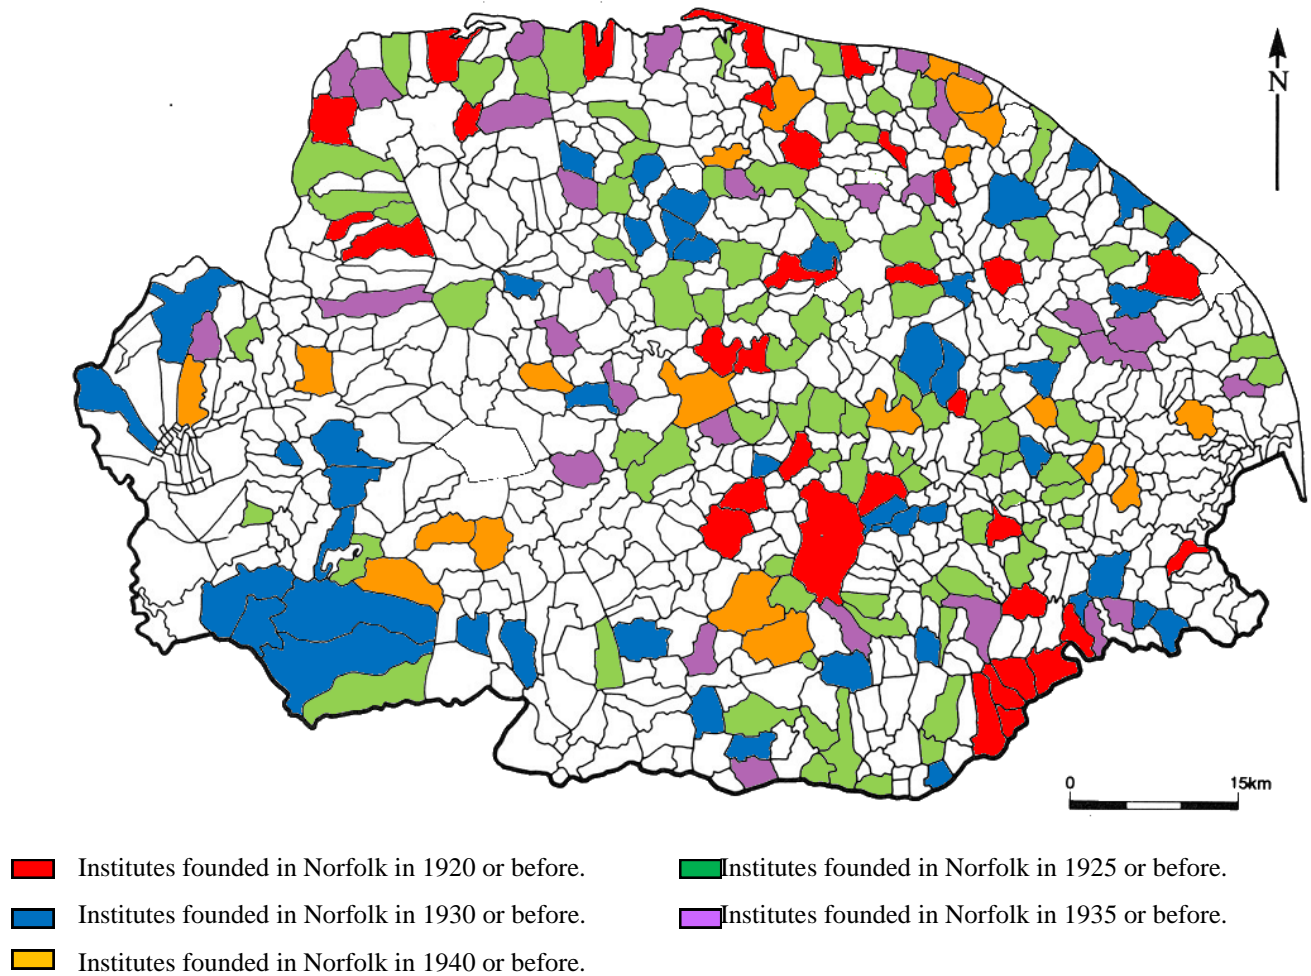 N
0 15km
Institutes founded in Norfolk in 1920 or before. Institutes founded in Norfolk in 1925 or before.
Institutes founded in Norfolk in 1930 or before. Institutes founded in Norfolk in 1935 or before.
Institutes founded in Norfolk in 1940 or before.